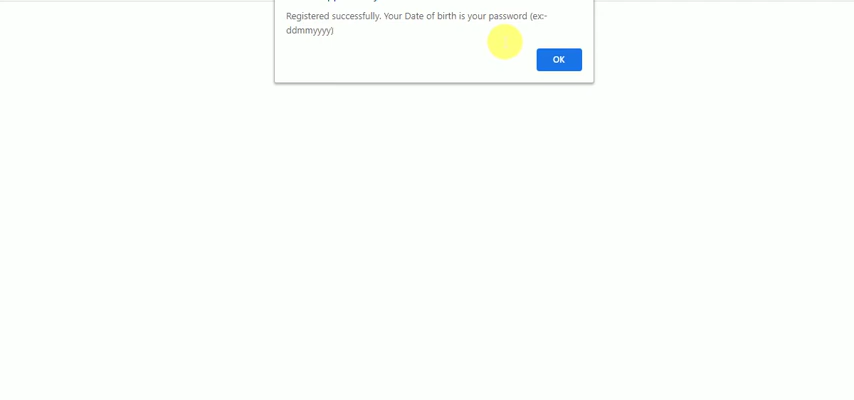 Registered successfully. Your Date of birth is your password (ex:-
ddmmyyyy)
OK